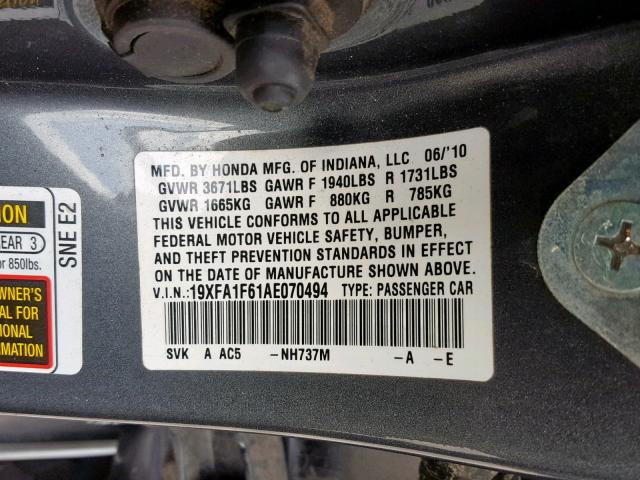 MFD. BY HONDA MFG. OF INDIANA, LLC 06/'10
GVWR 3671LBS GAWR F 1940LBS R 1731LBS
GVWR 1665KG GAWR F 880KG R 785KG
THIS VEHICLE CONFORMS TO ALL APPLICABLE
FEDERAL MOTOR VEHICLE SAFETY, BUMPER,
AND THEFT PREVENTION STANDARDS IN EFFECT
ON THE DATE OF MANUFACTURE SHOWN ABOVE.
V.I.N.:19XFA1F61AE070494 TYPE: PASSENGER CAR
SVK A AC5 -NH737M -A -E
ION
EAR 3
or 850lbs.
WNER'S
AL FOR
IONAL
RMATION
SNE E2